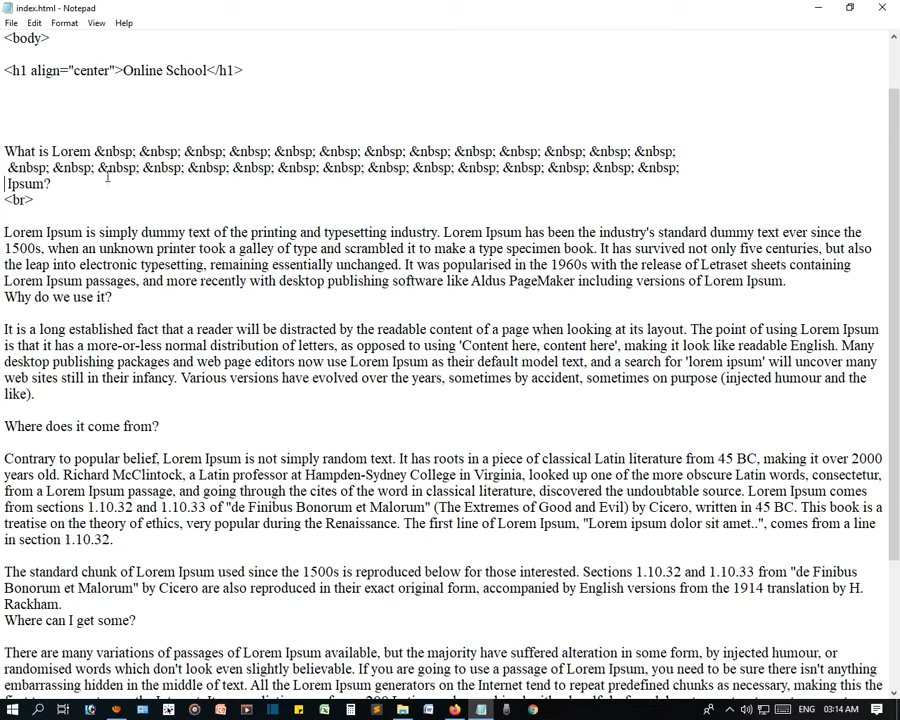 index.html - Notepad
File Edit Format View Help
<body>
<h1 align="center">Online School</h1>
What is Lorem &nbsp; &nbsp; &nbsp; &nbsp; &nbsp; &nbsp; &nbsp; &nbsp; &nbsp; &nbsp; &nbsp; &nbsp; &nbsp;
&nbsp; &nbsp; &nbsp; &nbsp; &nbsp; &nbsp; &nbsp; &nbsp; &nbsp; &nbsp; &nbsp; &nbsp; &nbsp; &nbsp; &nbsp;
Ipsum?
<br>
Lorem Ipsum is simply dummy text of the printing and typesetting industry. Lorem Ipsum has been the industry's standard dummy text ever since the
1500s, when an unknown printer took a galley of type and scrambled it to make a type specimen book. It has survived not only five centuries, but also
the leap into electronic typesetting, remaining essentially unchanged. It was popularised in the 1960s with the release of Letraset sheets containing
Lorem Ipsum passages, and more recently with desktop publishing software like Aldus PageMaker including versions of Lorem Ipsum.
Why do we use it?
It is a long established fact that a reader will be distracted by the readable content of a page when looking at its layout. The point of using Lorem Ipsum
is that it has a more-or-less normal distribution of letters, as opposed to using 'Content here, content here', making it look like readable English. Many
desktop publishing packages and web page editors now use Lorem Ipsum as their default model text, and a search for 'lorem ipsum' will uncover many
web sites still in their infancy. Various versions have evolved over the years, sometimes by accident, sometimes on purpose (injected humour and the
like).
Where does it come from?
Contrary to popular belief, Lorem Ipsum is not simply random text. It has roots in a piece of classical Latin literature from 45 BC, making it over 2000
years old. Richard McClintock, a Latin professor at Hampden-Sydney College in Virginia, looked up one of the more obscure Latin words, consectetur,
from a Lorem Ipsum passage, and going through the cites of the word in classical literature, discovered the undoubtable source. Lorem Ipsum comes
from sections 1.10.32 and 1.10.33 of "de Finibus Bonorum et Malorum" (The Extremes of Good and Evil) by Cicero, written in 45 BC. This book is a
treatise on the theory of ethics, very popular during the Renaissance. The first line of Lorem Ipsum, "Lorem ipsum dolor sit amet..", comes from a line
in section 1.10.32.
The standard chunk of Lorem Ipsum used since the 1500s is reproduced below for those interested. Sections 1.10.32 and 1.10.33 from "de Finibus
Bonorum et Malorum" by Cicero are also reproduced in their exact original form, accompanied by English versions from the 1914 translation by H.
Rackham.
Where can I get some?
There are many variations of passages of Lorem Ipsum available, but the majority have suffered alteration in some form, by injected humour, or
randomised words which don't look even slightly believable. If you are going to use a passage of Lorem Ipsum, you need to be sure there isn't anything
embarrassing hidden in the middle of text. All the Lorem Ipsum generators on the Internet tend to repeat predefined chunks as necessary, making this the
ENG 03:14 AM